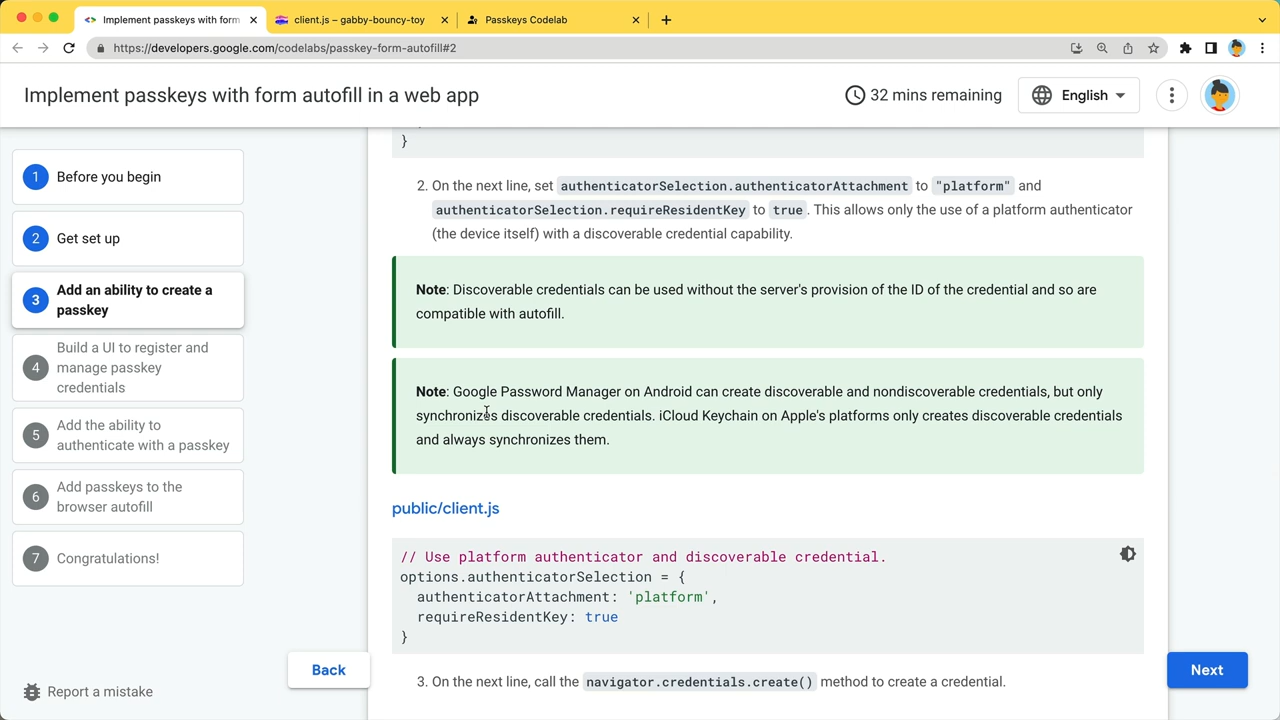 Implement passkeys with form
client.js – gabby-bouncy-toy
Passkeys Codelab
https://developers.google.com/codelabs/passkey-form-autofill#2
Implement passkeys with form autofill in a web app
32 mins remaining
English
1 Before you begin
2 Get set up
3 Add an ability to create a
passkey
4 Build a UI to register and
manage passkey
credentials
5 Add the ability to
authenticate with a passkey
6 Add passkeys to the
browser autofill
7 Congratulations!
Report a mistake
}
2. On the next line, set authenticatorSelection.authenticatorAttachment to "platform" and
authenticatorSelection.requireResidentKey to true. This allows only the use of a platform authenticator
(the device itself) with a discoverable credential capability.
Note: Discoverable credentials can be used without the server's provision of the ID of the credential and so are
compatible with autofill.
Note: Google Password Manager on Android can create discoverable and nondiscoverable credentials, but only
synchronizes discoverable credentials. iCloud Keychain on Apple's platforms only creates discoverable credentials
and always synchronizes them.
public/client.js
// Use platform authenticator and discoverable credential.
options.authenticatorSelection = {
authenticatorAttachment: 'platform',
requireResidentKey: true
}
Back
Next
3. On the next line, call the navigator.credentials.create() method to create a credential.